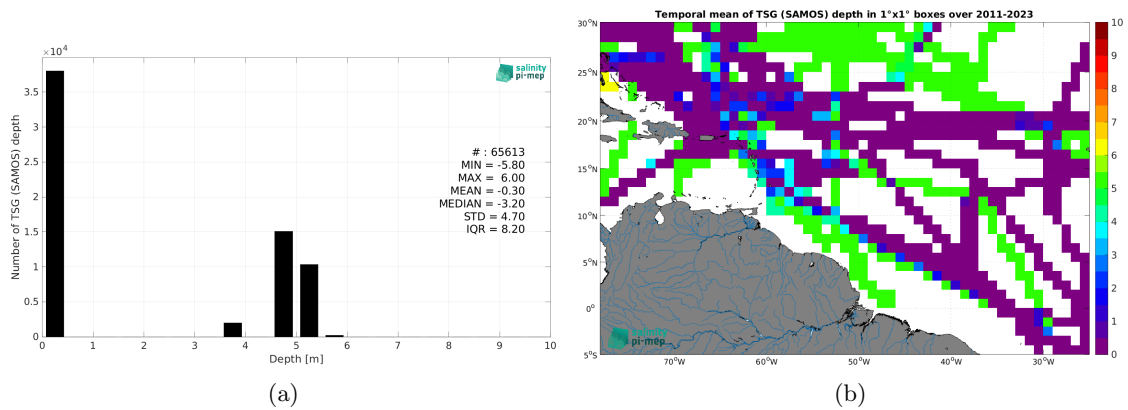 ×10^4
3.5
3
2.5
2
1.5
1
0.5
0
Number of TSG (SAMOS) depth
salinity
pi-mep
# : 65613
MIN = -5.80
MAX = 6.00
MEAN = -0.30
MEDIAN = -3.20
STD = 4.70
IQR = 8.20
0 1 2 3 4 5 6 7 8 9 10
Depth [m]
(a)
Temporal mean of TSG (SAMOS) depth in 1°x1° boxes over 2011-2023
30°N
25°N
20°N
15°N
10°N
5°N
0°
5°S
70°W 60°W 50°W 40°W 30°W
salinity
pi-mep
10
9
8
7
6
5
4
3
2
1
0
(b)